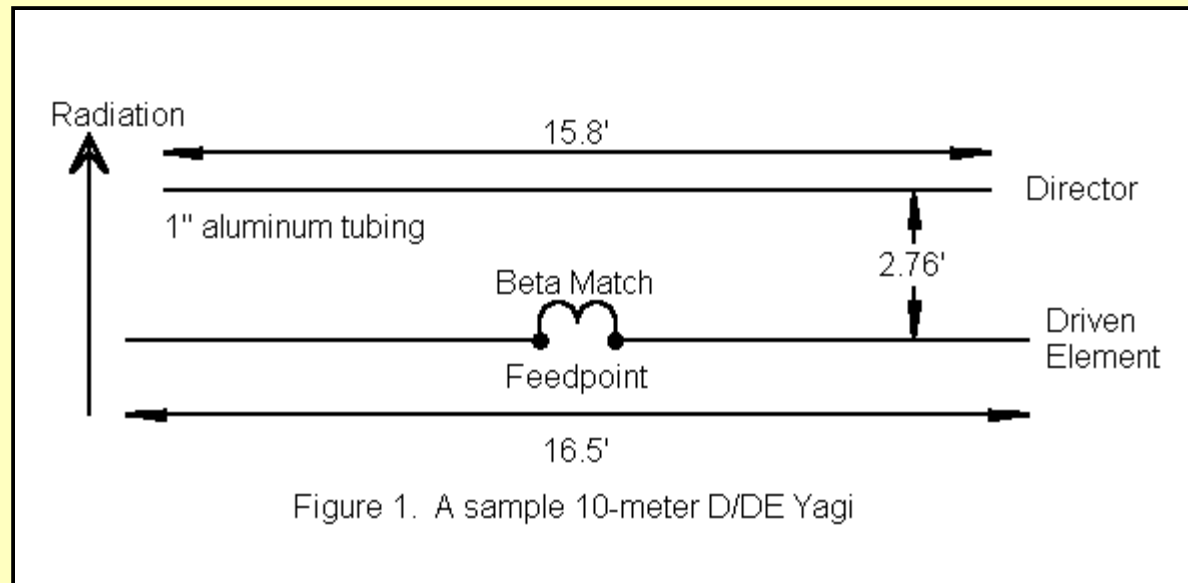 Radiation
15.8'
Director
1" aluminum tubing
2.76'
Beta Match
Driven
Element
Feedpoint
16.5'
Figure 1.  A sample 10-meter D/DE Yagi